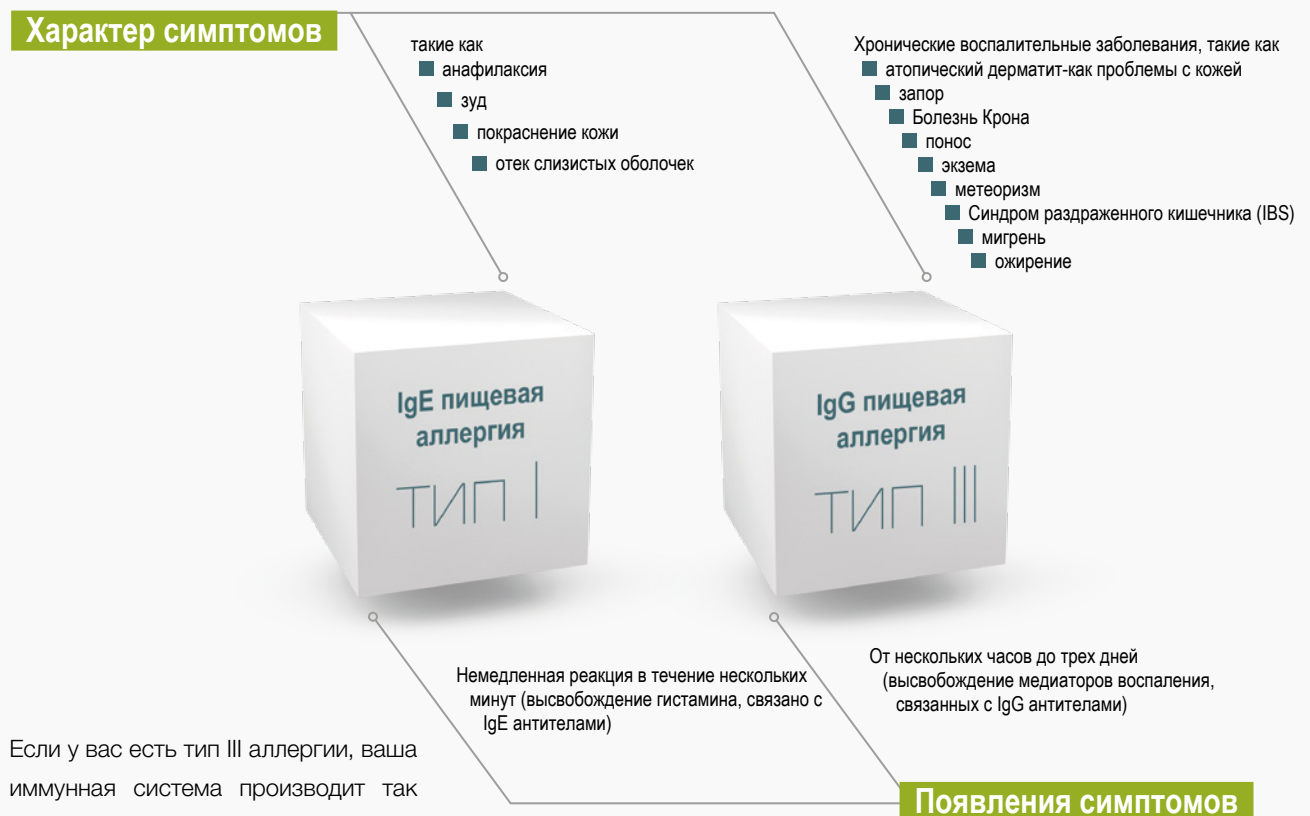 Характер симптомов
такие как
анафилаксия
зуд
покраснение кожи
отек слизистых оболочек
Хронические воспалительные заболевания, такие как
атопический дерматит-как проблемы с кожей
запор
Болезнь Крона
понос
экзема
метеоризм
Синдром раздраженного кишечника (IBS)
мигрень
ожирение
IgE пищевая
аллергия
тип I
IgG пищевая
аллергия
тип III
Немедленная реакция в течение нескольких
минут (высвобождение гистамина, связано с
IgE антителами)
От нескольких часов до трех дней
(высвобождение медиаторов воспаления,
связанных с IgG антителами)
Если у вас есть тип III аллергии, ваша
иммунная система производит так
Появления симптомов